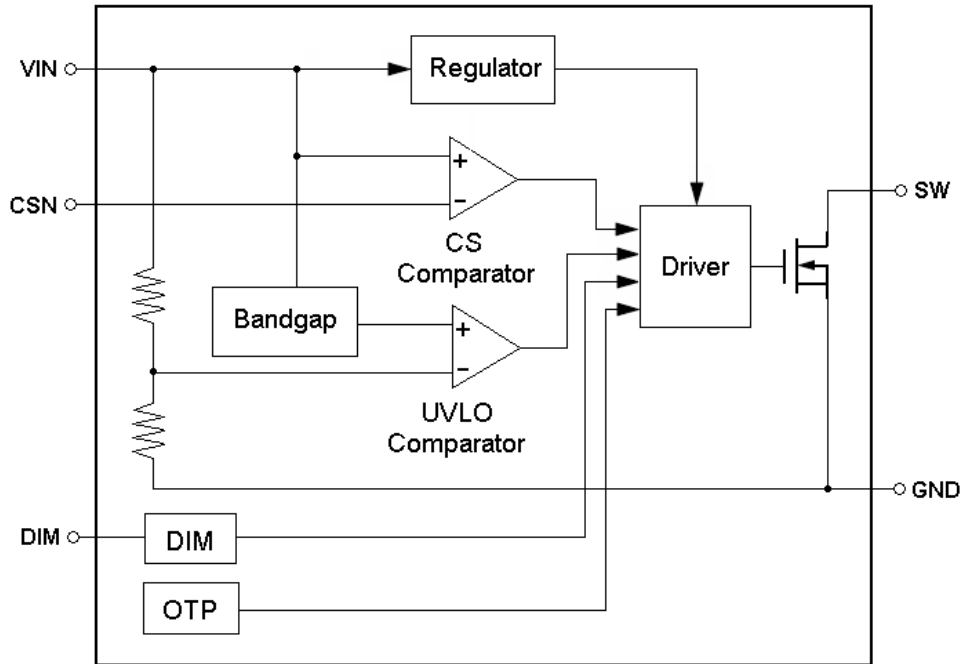 VIN
Regulator
+
CSN
-
CS
Comparator
SW
Driver
Bandgap
+
-
UVLO
Comparator
GND
DIM
DIM
OTP